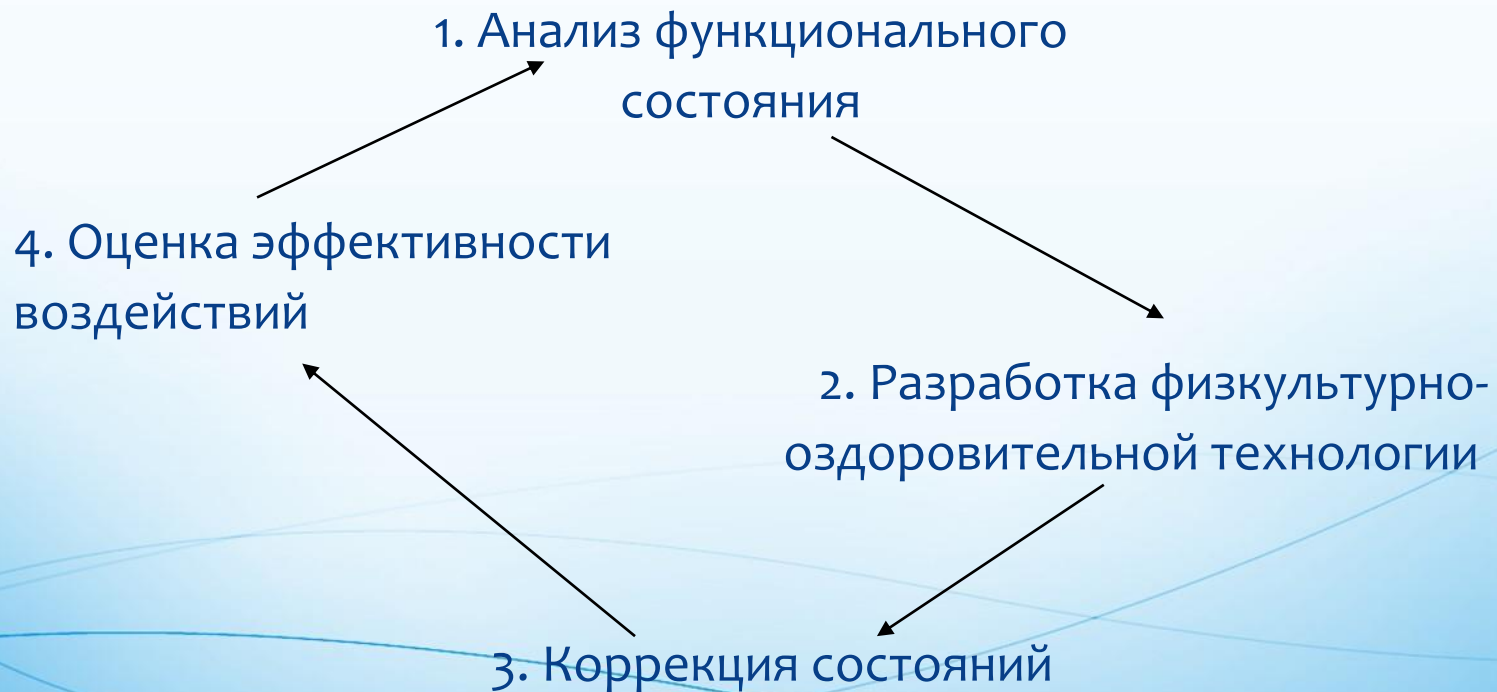 1. Анализ функционального
состояния
4. Оценка эффективности
воздействий
2. Разработка физкультурно-
оздоровительной технологии
3. Коррекция состояний